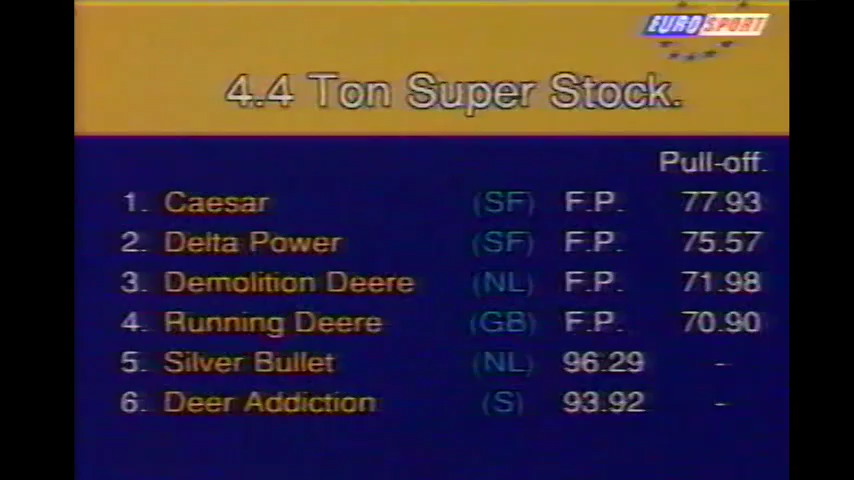 EUROSPORT
4.4 Ton Super Stock.
Pull-off.
1. Caesar (SF) F.P. 77.93
2. Delta Power (SF) F.P. 75.57
3. Demolition Deere (NL) F.P. 71.98
4. Running Deere (GB) F.P. 70.90
5. Silver Bullet (NL) 96.29 -
6. Deer Addiction (S) 93.92 -